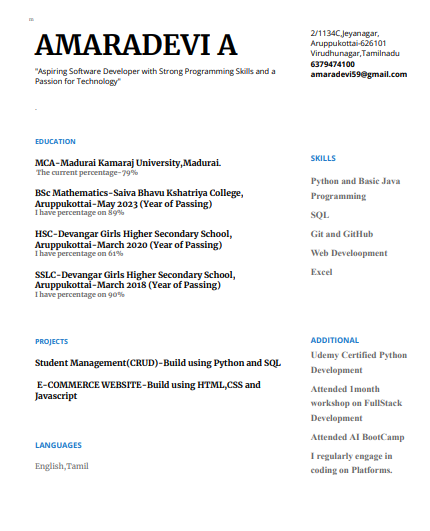 AMARADEVI A
"Aspiring Software Developer with Strong Programming Skills and a
Passion for Technology"
.
2/1134C,Jeyanagar,
Aruppukottai-626101
Virudhunagar,Tamilnadu
6379474100
amaradevi59@gmail.com
EDUCATION
MCA-Madurai Kamaraj University,Madurai.
The current percentage-79%
BSc Mathematics-Saiva Bhavu Kshatriya College,
Aruppukottai-May 2023 (Year of Passing)
I have percentage on 89%
HSC-Devangar Girls Higher Secondary School,
Aruppukottai-March 2020 (Year of Passing)
I have percentage on 61%
SSLC-Devangar Girls Higher Secondary School,
Aruppukottai-March 2018 (Year of Passing)
I have percentage on 90%
PROJECTS
Student Management(CRUD)-Build using Python and SQL
E-COMMERCE WEBSITE-Build using HTML,CSS and
Javascript
LANGUAGES
English,Tamil
SKILLS
Python and Basic Java
Programming
SQL
Git and GitHub
Web Develoopment
Excel
ADDITIONAL
Udemy Certified Python
Development
Attended 1month
workshop on FullStack
Development
Attended AI BootCamp
I regularly engage in
coding on Platforms.